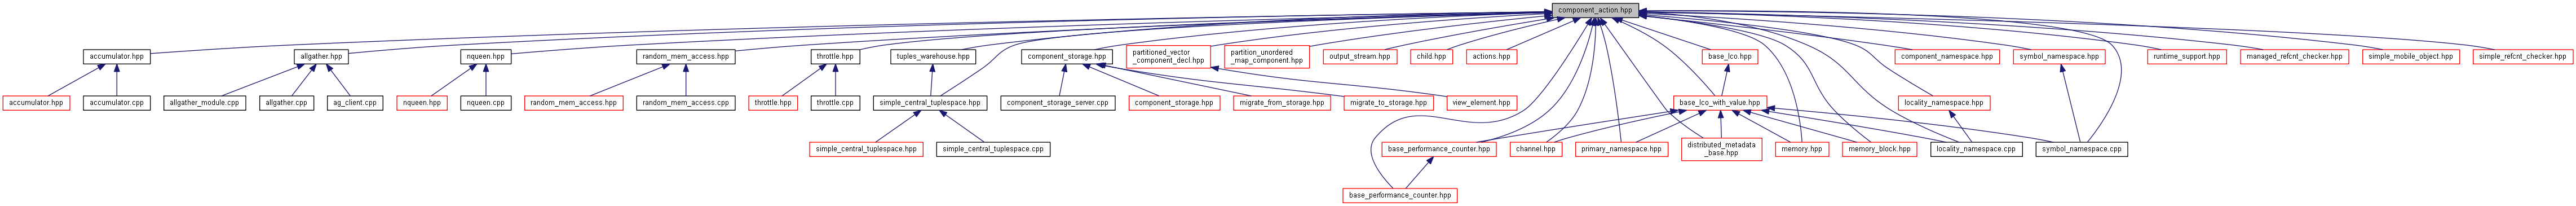 component_action.hpp
accumulator.hpp
allgather.hpp
nqueen.hpp
random_mem_access.hpp
throttle.hpp
tuples_warehouse.hpp
component_storage.hpp
partitioned_vector
_component_decl.hpp
partition_unordered
_map_component.hpp
output_stream.hpp
child.hpp
actions.hpp
base_lco.hpp
component_namespace.hpp
symbol_namespace.hpp
runtime_support.hpp
managed_refcnt_checker.hpp
simple_mobile_object.hpp
simple_refcnt_checker.hpp
accumulator.hpp
accumulator.cpp
allgather_module.cpp
allgather.cpp
ag_client.cpp
nqueen.hpp
nqueen.cpp
random_mem_access.hpp
random_mem_access.cpp
throttle.hpp
throttle.cpp
simple_central_tuplespace.hpp
component_storage_server.cpp
component_storage.hpp
migrate_from_storage.hpp
migrate_to_storage.hpp
view_element.hpp
base_lco_with_value.hpp
locality_namespace.hpp
simple_central_tuplespace.hpp
simple_central_tuplespace.cpp
base_performance_counter.hpp
channel.hpp
primary_namespace.hpp
distributed_metadata
_base.hpp
memory.hpp
memory_block.hpp
locality_namespace.cpp
symbol_namespace.cpp
base_performance_counter.hpp